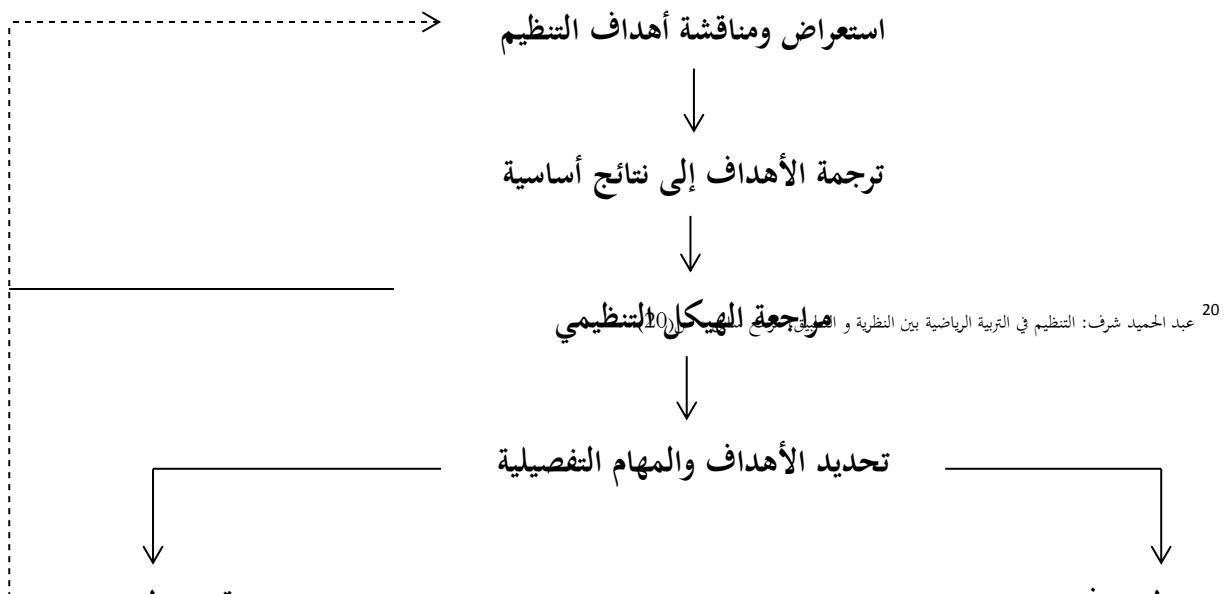 استعراض ومناقشة أهداف التنظيم
ترجمة الأهداف إلى نتائج أساسية
مراجعة الهيكل التنظيمي
20 عبد الحميد شرف: التنظيم في التربية الرياضية بين النظرية و التطبيق
تحديد الأهداف والمهام التفصيلية